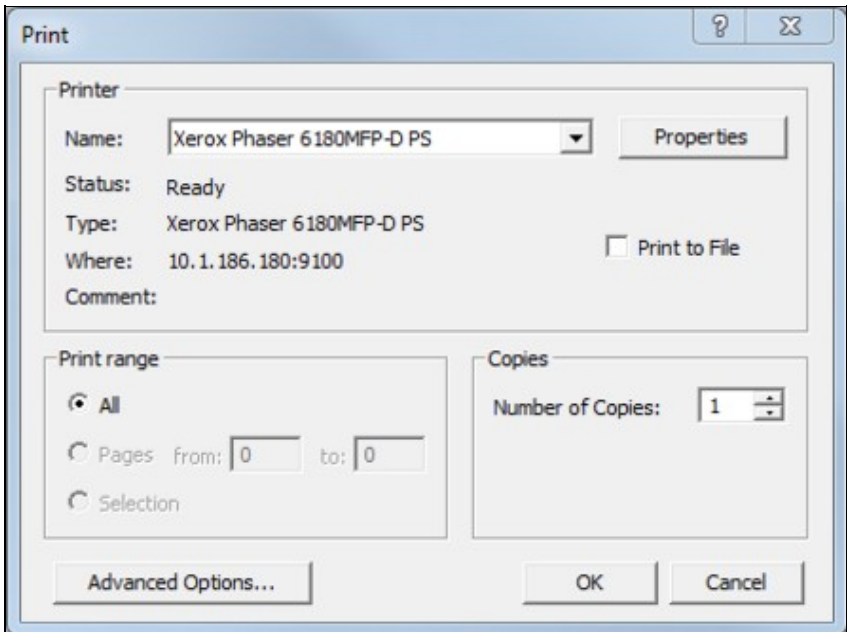 Print
Printer
Name: Xerox Phaser 6180MFP-D PS Properties
Status: Ready
Type: Xerox Phaser 6180MFP-D PS
Where: 10.1.186.180:9100 Print to File
Comment:
Print range
All
Pages from: 0 to: 0
Selection
Copies
Number of Copies: 1
Advanced Options... OK Cancel